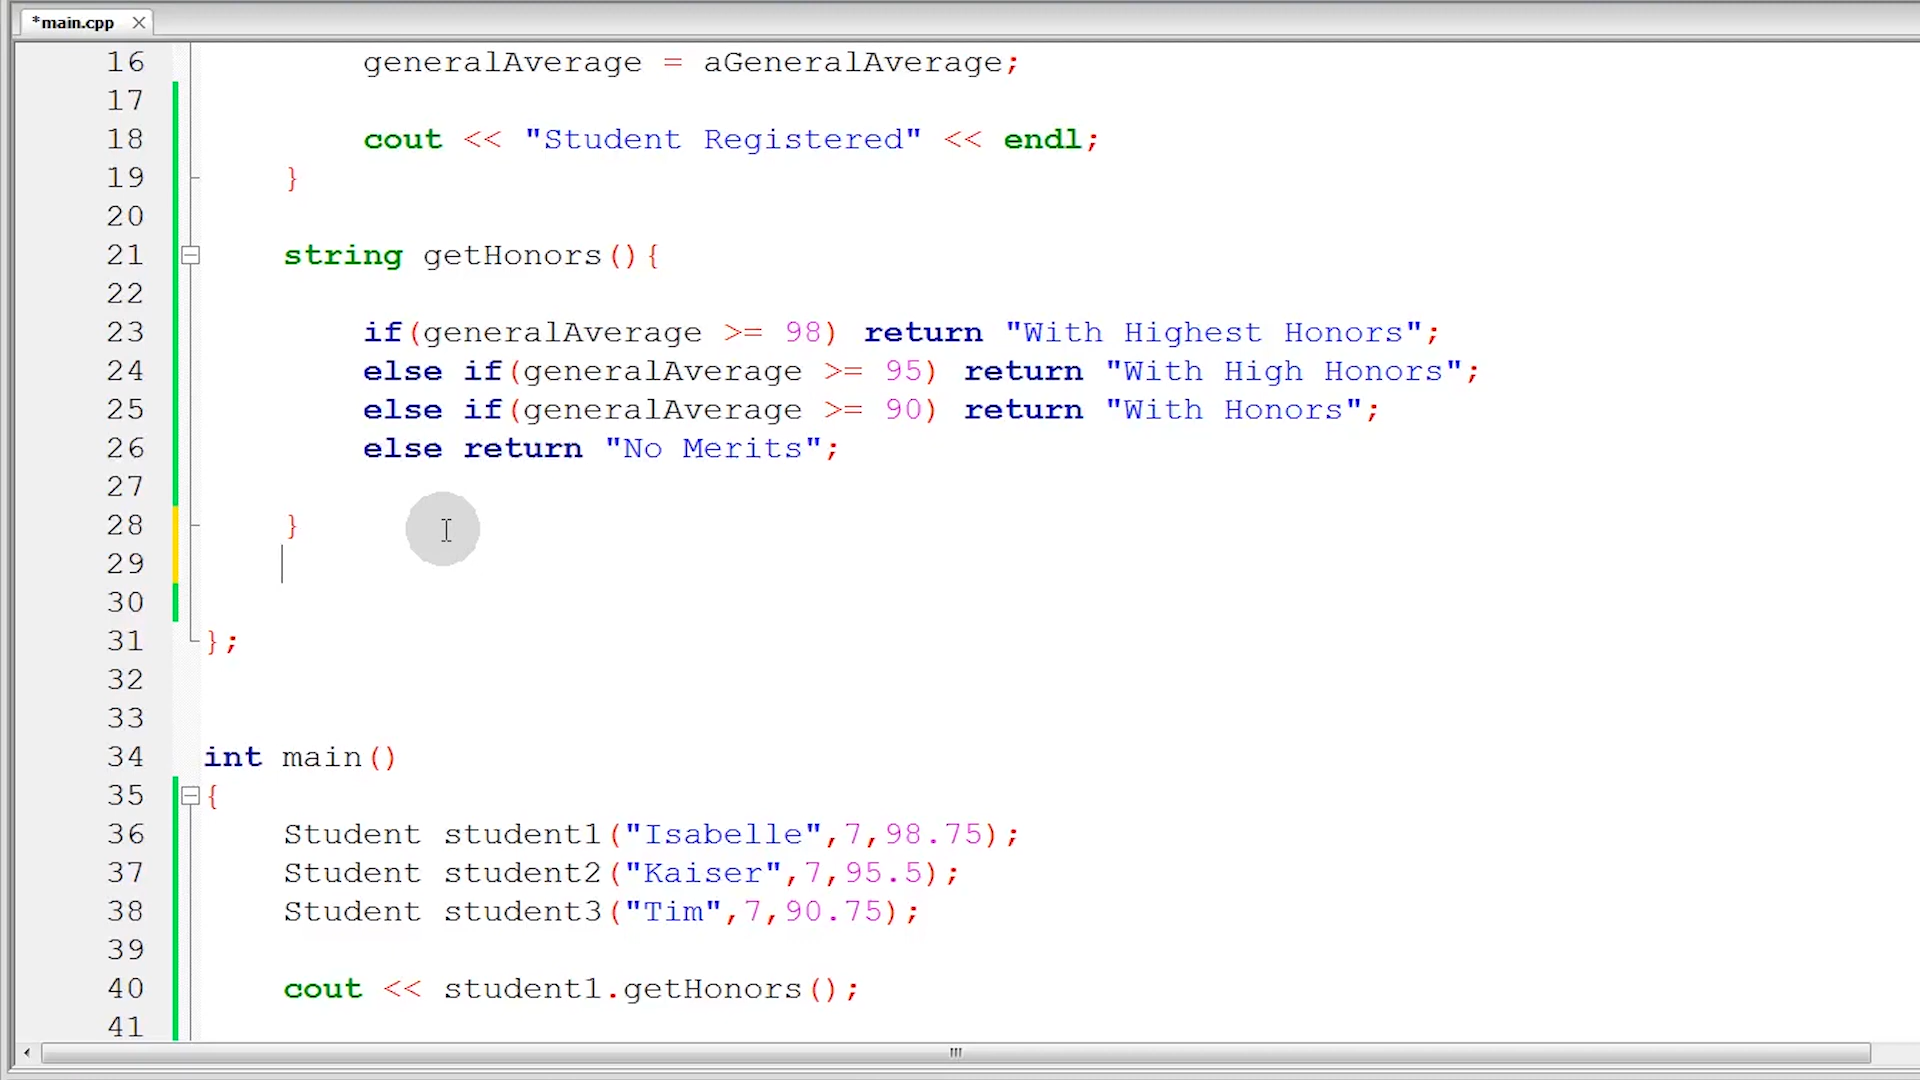 *main.cpp
16 generalAverage = aGeneralAverage;
17
18 cout << "Student Registered" << endl;
19 }
20
21 string getHonors(){
22
23 if(generalAverage >= 98) return "With Highest Honors";
24 else if(generalAverage >= 95) return "With High Honors";
25 else if(generalAverage >= 90) return "With Honors";
26 else return "No Merits";
27
28 }
29
30
31 };
32
33
34 int main()
35 {
36 Student student1("Isabelle",7,98.75);
37 Student student2("Kaiser",7,95.5);
38 Student student3("Tim",7,90.75);
39
40 cout << student1.getHonors();
41